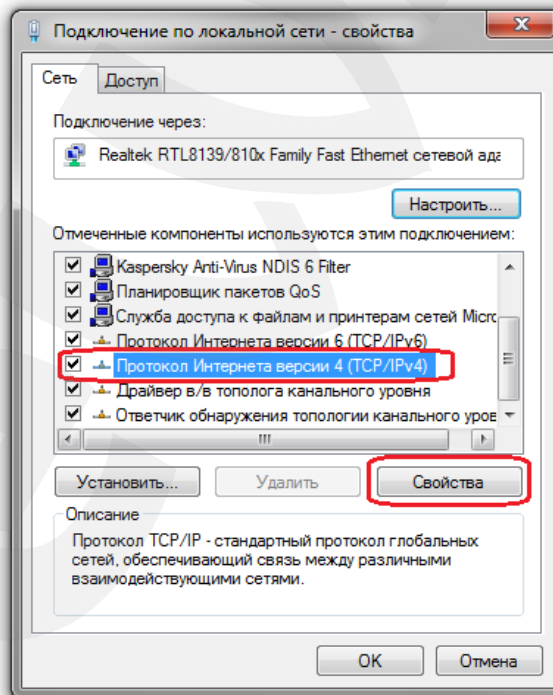 Подключение по локальной сети - свойства
Сеть
Доступ
Подключение через:
Realtek RTL8139/810x Family Fast Ethernet сетевой ада
Настроить...
Отмеченные компоненты используются этим подключением:
Kaspersky Anti-Virus NDIS 6 Filter
Планировщик пакетов QoS
Служба доступа к файлам и принтерам сетей Micro
Протокол Интернета версии 6 (TCP/IPv6)
Протокол Интернета версии 4 (TCP/IPv4)
Драйвер в/в тополога канального уровня
Ответчик обнаружения топологии канального уров
Установить...
Удалить
Свойства
Описание
Протокол TCP/IP - стандартный протокол глобальных
сетей, обеспечивающий связь между различными
взаимодействующими сетями.
OK
Отмена